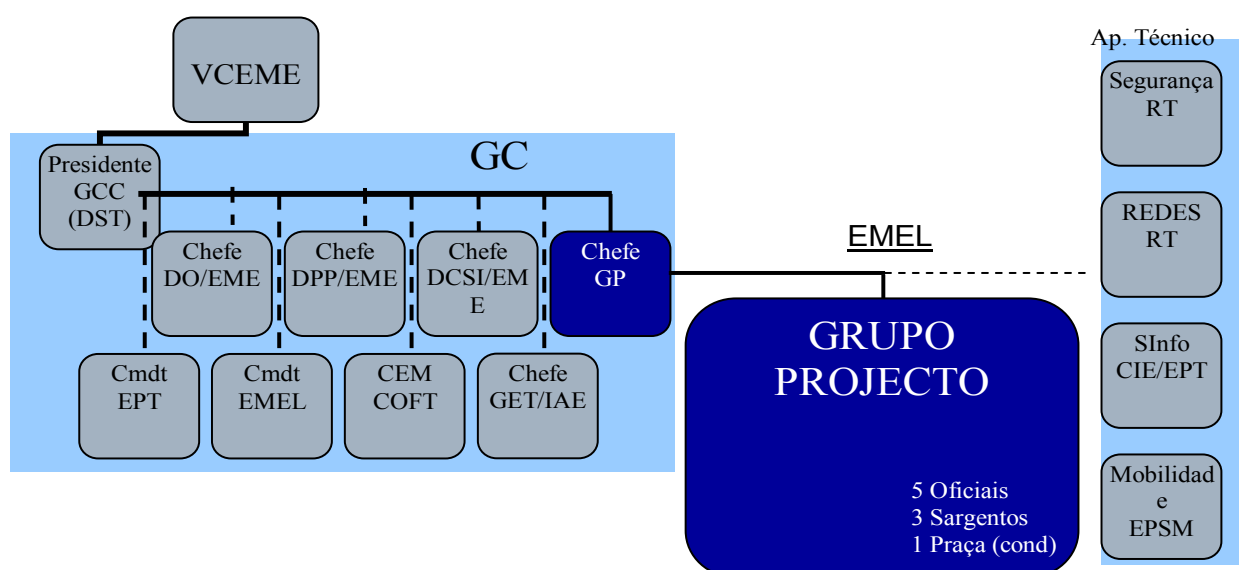 Ap. Técnico
VCEME
Segurança
RT
GC
Presidente
GCC
(DST)
REDES
RT
Chefe
DO/EME
Chefe
DPP/EME
Chefe
DCSI/EM
E
Chefe
GP
EMEL
GRUPO
PROJECTO
SInfo
CIE/EPT
Cmdt
EPT
Cmdt
EMEL
CEM
COFT
Chefe
GET/IAE
Mobilidad
e
EPSM
5 Oficiais
3 Sargentos
1 Praça (cond)